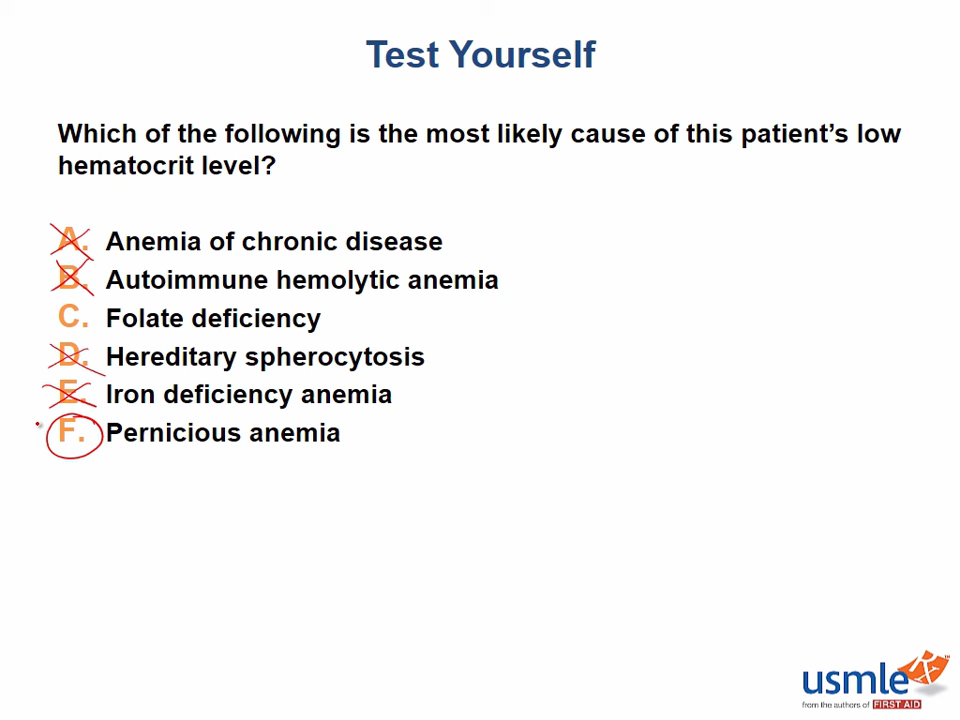 Test Yourself
Which of the following is the most likely cause of this patient's low
hematocrit level?
A. Anemia of chronic disease
B. Autoimmune hemolytic anemia
C. Folate deficiency
D. Hereditary spherocytosis
E. Iron deficiency anemia
F. Pernicious anemia
usmle Rx™
from the authors of FIRST AID